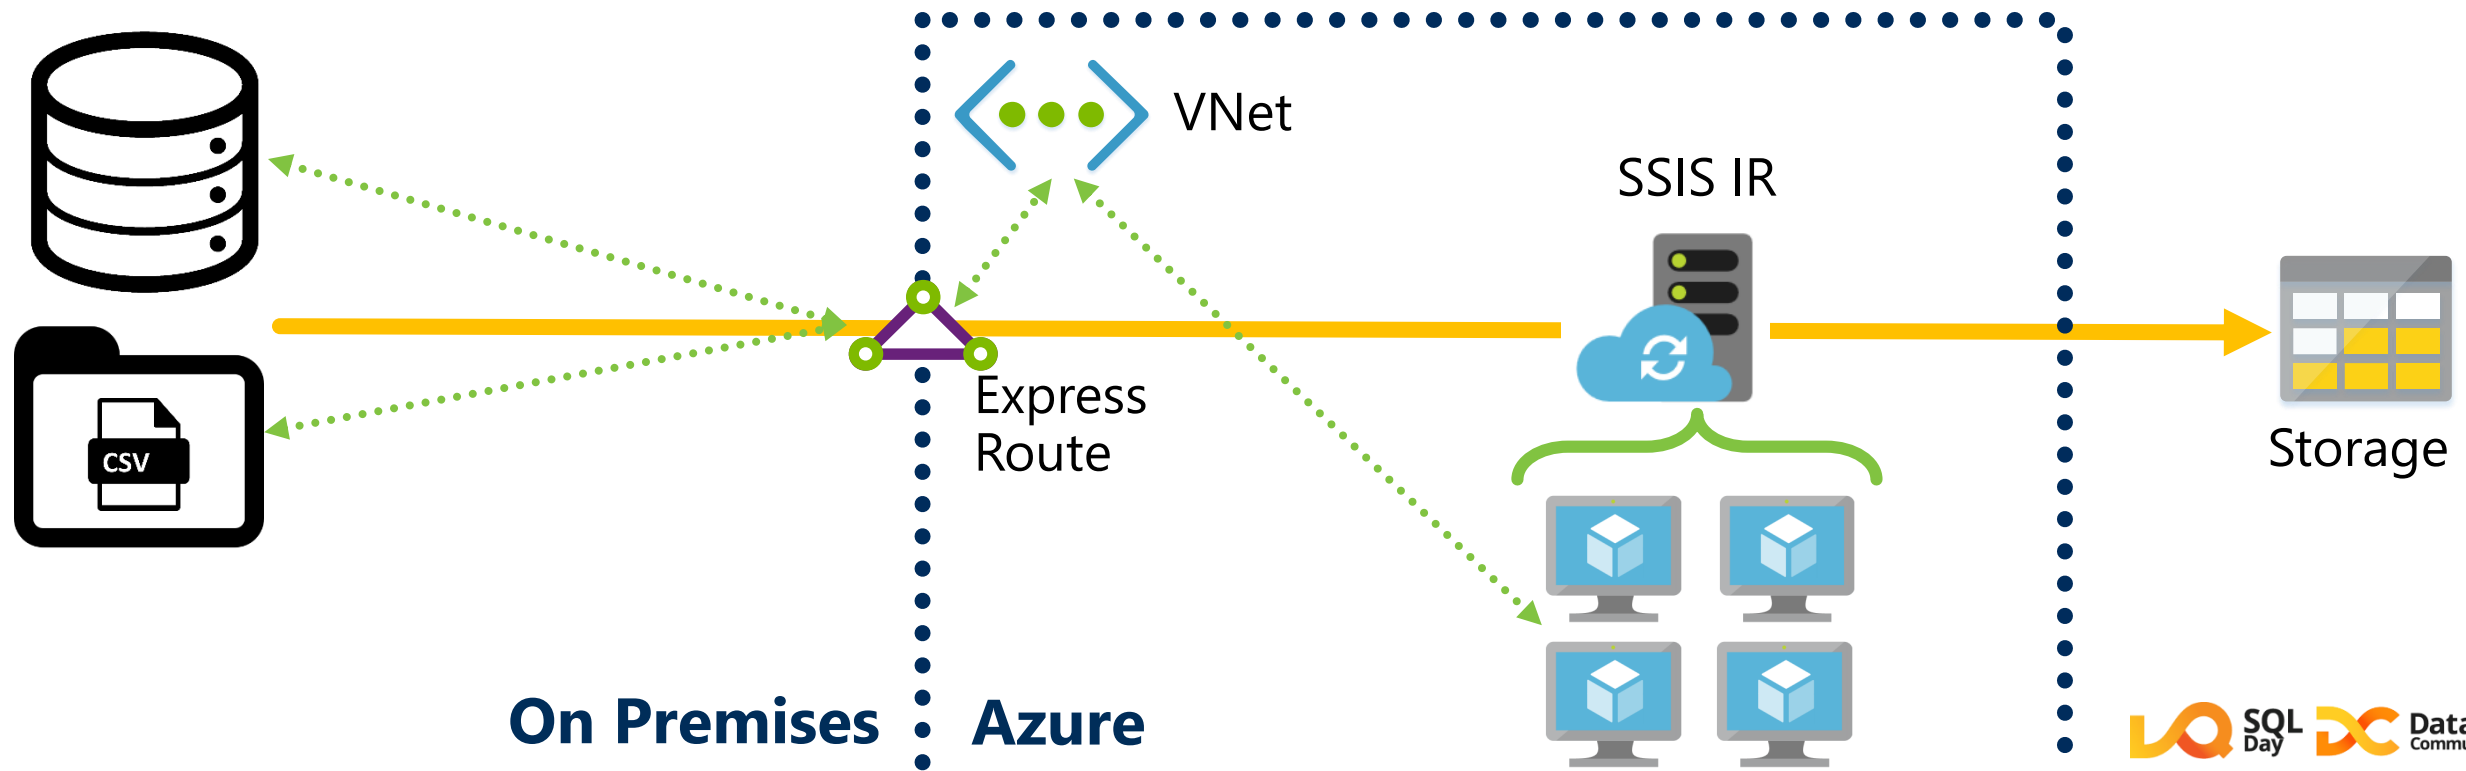 VNet
SSIS IR
CSV
Express
Route
Storage
On Premises
Azure
SQL
Day
Data